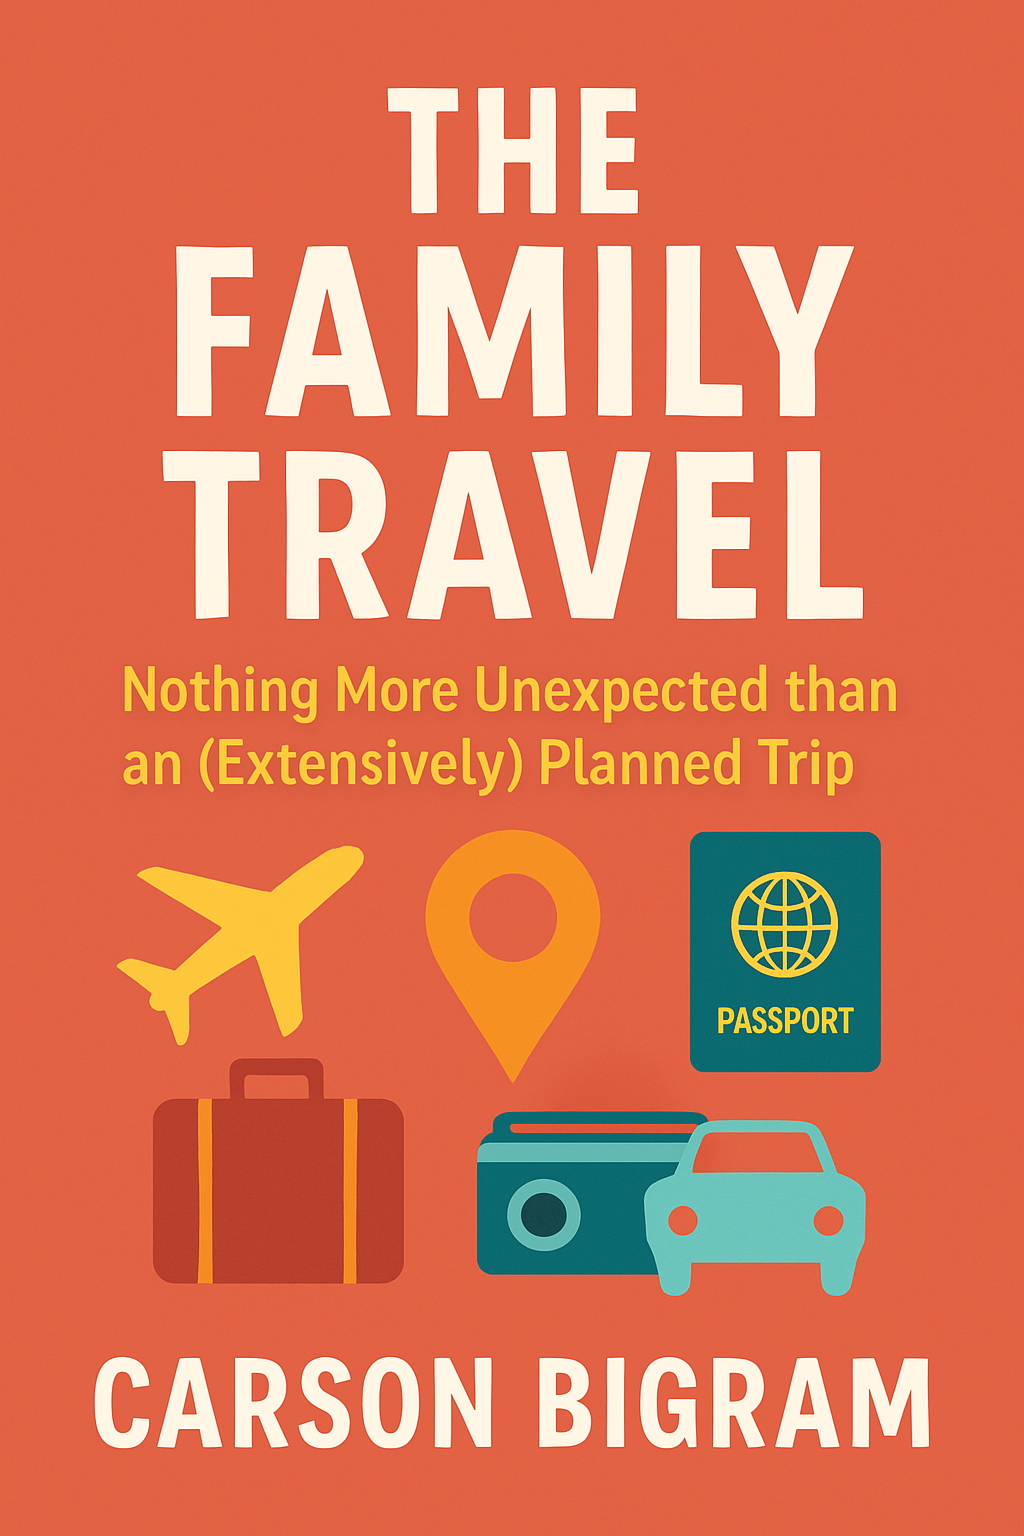 THE
FAMILY
TRAVEL
Nothing More Unexpected than
an (Extensively) Planned Trip
PASSPORT
CARSON BIGRAM